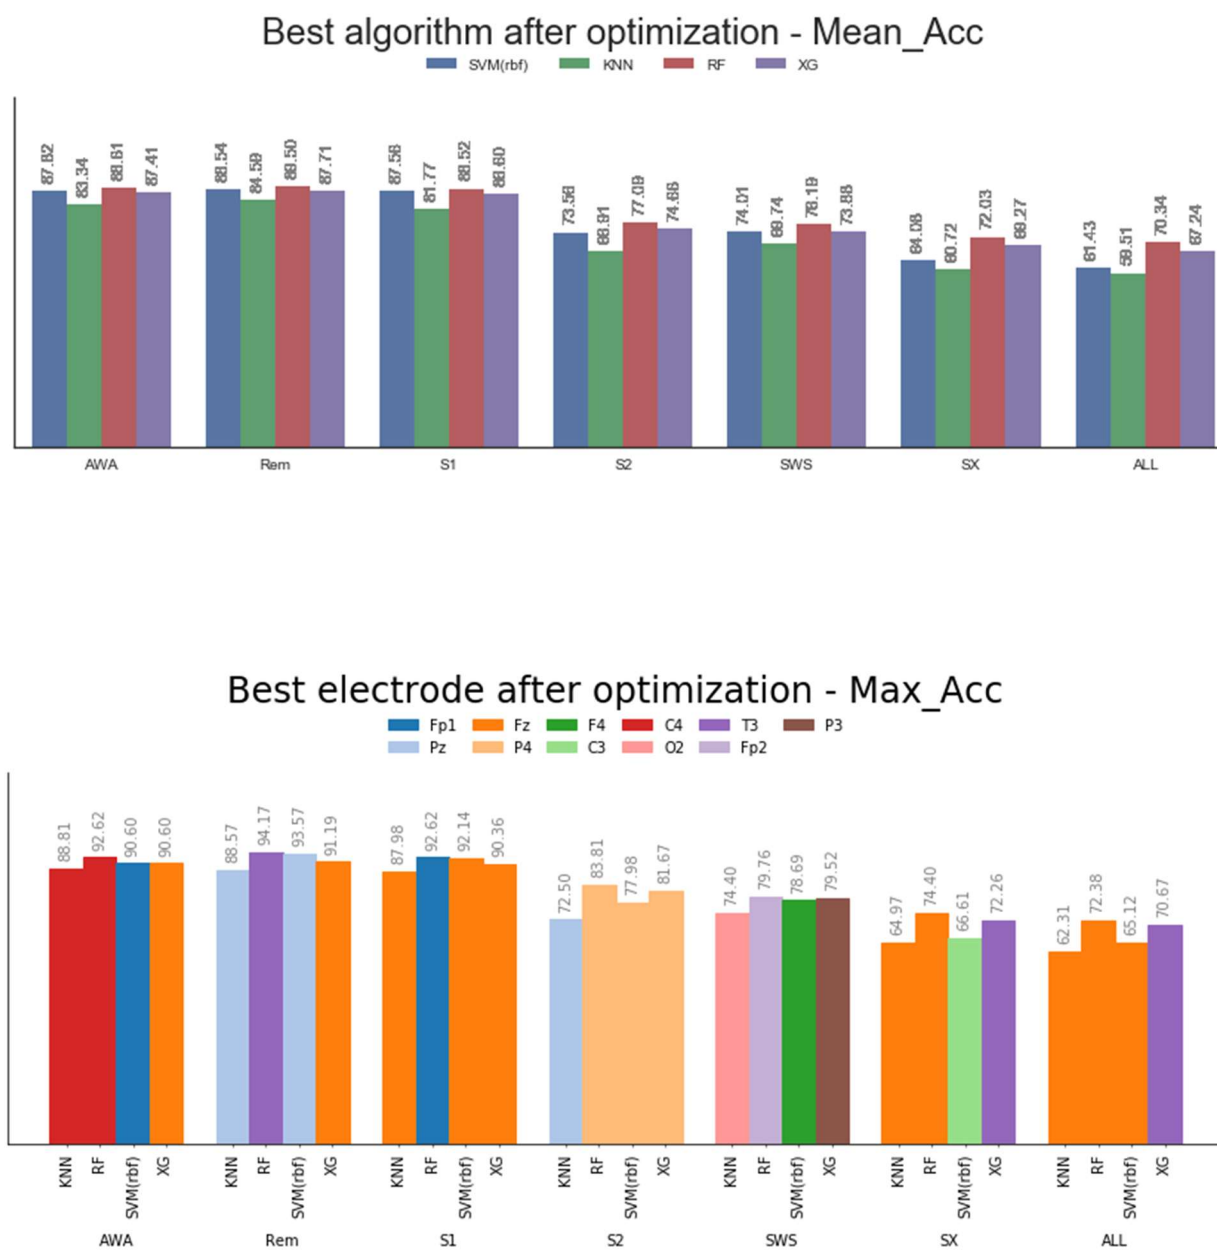 Best algorithm after optimization - Mean_Acc
SVM(rbf) KNN RF XG
87.82 83.34 88.61 87.41 88.54 84.59 89.50 87.71 87.56 81.77 88.52 86.60 73.56 77.09 74.66 74.01 69.74 78.19 73.88 64.06 60.72 72.03 69.27 61.43 59.51 70.34 67.24
AWA Rem S1 S2 SWS SX ALL
Best electrode after optimization - Max_Acc
Fp1 Fz F4 C4 T3 P3
Pz P4 C3 O2 Fp2
88.81 92.62 90.60 90.60 88.57 94.17 93.57 91.19 87.98 92.62 92.14 90.36 72.50 83.81 77.98 81.67 74.40 79.76 78.69 79.52 64.97 74.40 66.61 72.26 62.31 72.38 65.12 70.67
KNN RF SVM(rbf) XG KNN RF SVM(rbf) XG KNN RF SVM(rbf) XG KNN RF SVM(rbf) XG KNN RF SVM(rbf) XG KNN RF SVM(rbf) XG KNN RF SVM(rbf) XG
AWA Rem S1 S2 SWS SX ALL